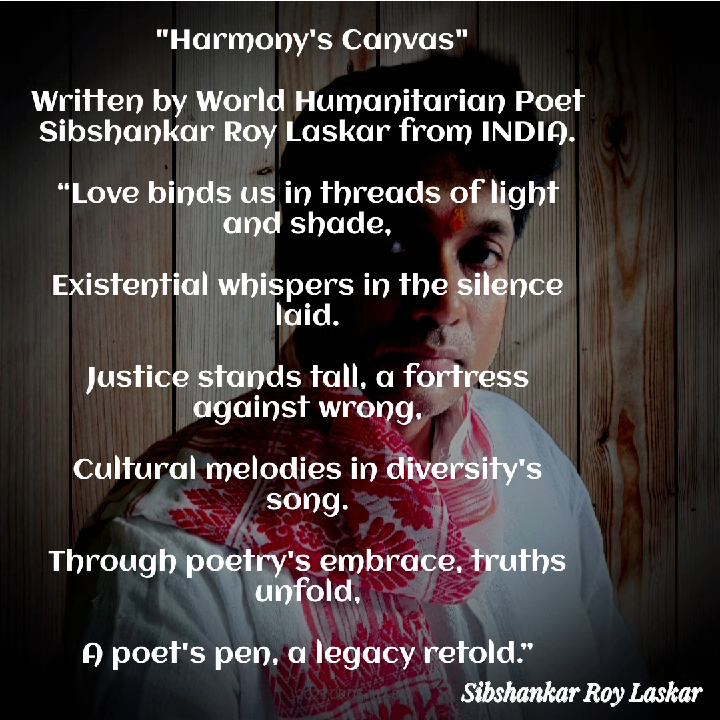 "Harmony's Canvas"
Written by World Humanitarian Poet
Sibshankar Roy Laskar from INDIA.
“Love binds us in threads of light
and shade,
Existential whispers in the silence
laid.
Justice stands tall, a fortress
against wrong,
Cultural melodies in diversity's
song.
Through poetry's embrace, truths
unfold,
A poet's pen, a legacy retold.”
Sibshankar Roy Laskar